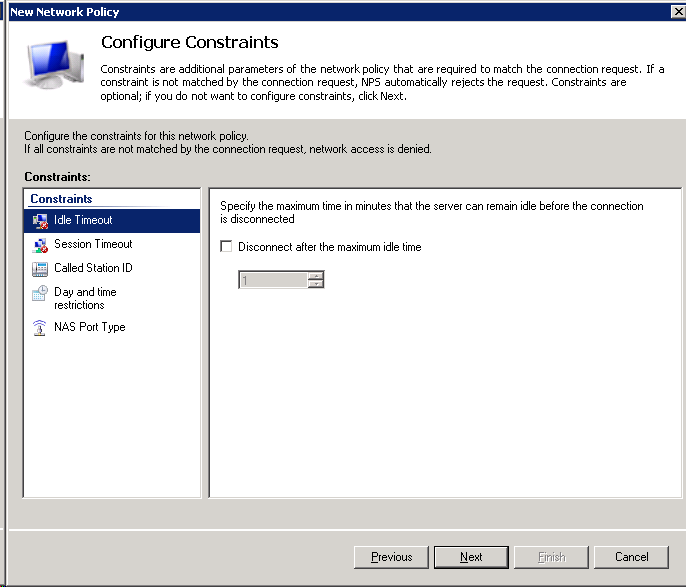 New Network Policy
Configure Constraints
Constraints are additional parameters of the network policy that are required to match the connection request. If a
constraint is not matched by the connection request, NPS automatically rejects the request. Constraints are
optional; if you do not want to configure constraints, click Next.
Configure the constraints for this network policy.
If all constraints are not matched by the connection request, network access is denied.
Constraints:
Constraints
Idle Timeout
Session Timeout
Called Station ID
Day and time
restrictions
NAS Port Type
Specify the maximum time in minutes that the server can remain idle before the connection
is disconnected
Disconnect after the maximum idle time
1
Previous
Next
Finish
Cancel